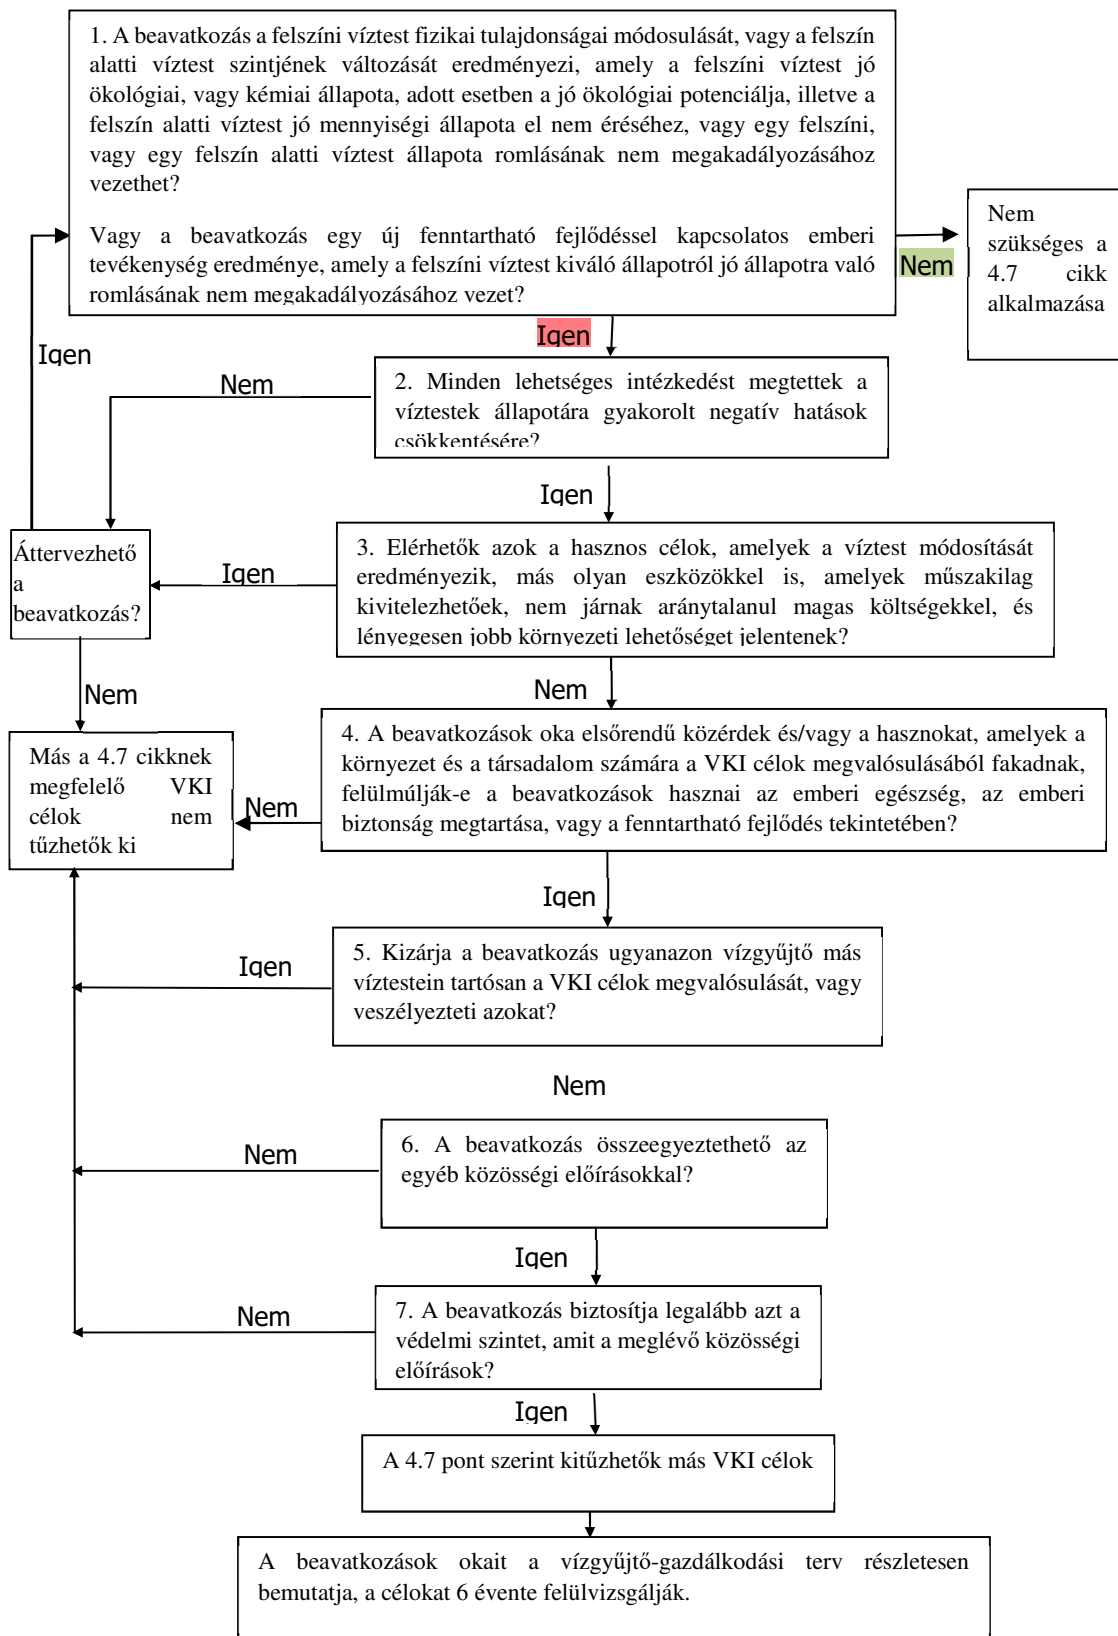 1. A beavatkozás a felszíni víztest fizikai tulajdonságai módosulását, vagy a felszín
alatti víztest szintjének változását eredményezi, amely a felszíni víztest jó
ökológiai, vagy kémiai állapota, adott esetben a jó ökológiai potenciálja, illetve a
felszín alatti víztest jó mennyiségi állapota el nem éréséhez, vagy egy felszíni,
vagy egy felszín alatti víztest állapota romlásának nem megakadályozásához
vezethet?
Vagy a beavatkozás egy új fenntartható fejlődéssel kapcsolatos emberi
tevékenység eredménye, amely a felszíni víztest kiváló állapotról jó állapotra való
romlásának nem megakadályozásához vezet?
Nem
Nem
szükséges a
4.7 cikk
alkalmazása
Igen
Igen
2. Minden lehetséges intézkedést megtettek a
víztestek állapotára gyakorolt negatív hatások
csökkentésére?
Nem
Igen
Áttervezhető
a
beavatkozás?
Igen
3. Elérhetők azok a hasznos célok, amelyek a víztest módosítását
eredményezik, más olyan eszközökkel is, amelyek műszakilag
kivitelezhetőek, nem járnak aránytalanul magas költségekkel, és
lényegesen jobb környezeti lehetőséget jelentenek?
Nem
Nem
Más a 4.7 cikknek
megfelelő VKI
célok nem
tűzhetők ki
Nem
4. A beavatkozások oka elsőrendű közérdek és/vagy a hasznokat, amelyek a
környezet és a társadalom számára a VKI célok megvalósulásából fakadnak,
felülmúlják-e a beavatkozások hasznai az emberi egészség, az emberi
biztonság megtartása, vagy a fenntartható fejlődés tekintetében?
Igen
Igen
5. Kizárja a beavatkozás ugyanazon vízgyűjtő más
víztestein tartósan a VKI célok megvalósulását, vagy
veszélyezteti azokat?
Nem
Nem
6. A beavatkozás összeegyeztethető az
egyéb közösségi előírásokkal?
Igen
Nem
7. A beavatkozás biztosítja legalább azt a
védelmi szintet, amit a meglévő közösségi
előírások?
Igen
A 4.7 pont szerint kitűzhetők más VKI célok
A beavatkozások okait a vízgyűjtő-gazdálkodási terv részletesen
bemutatja, a célokat 6 évente felülvizsgálják.